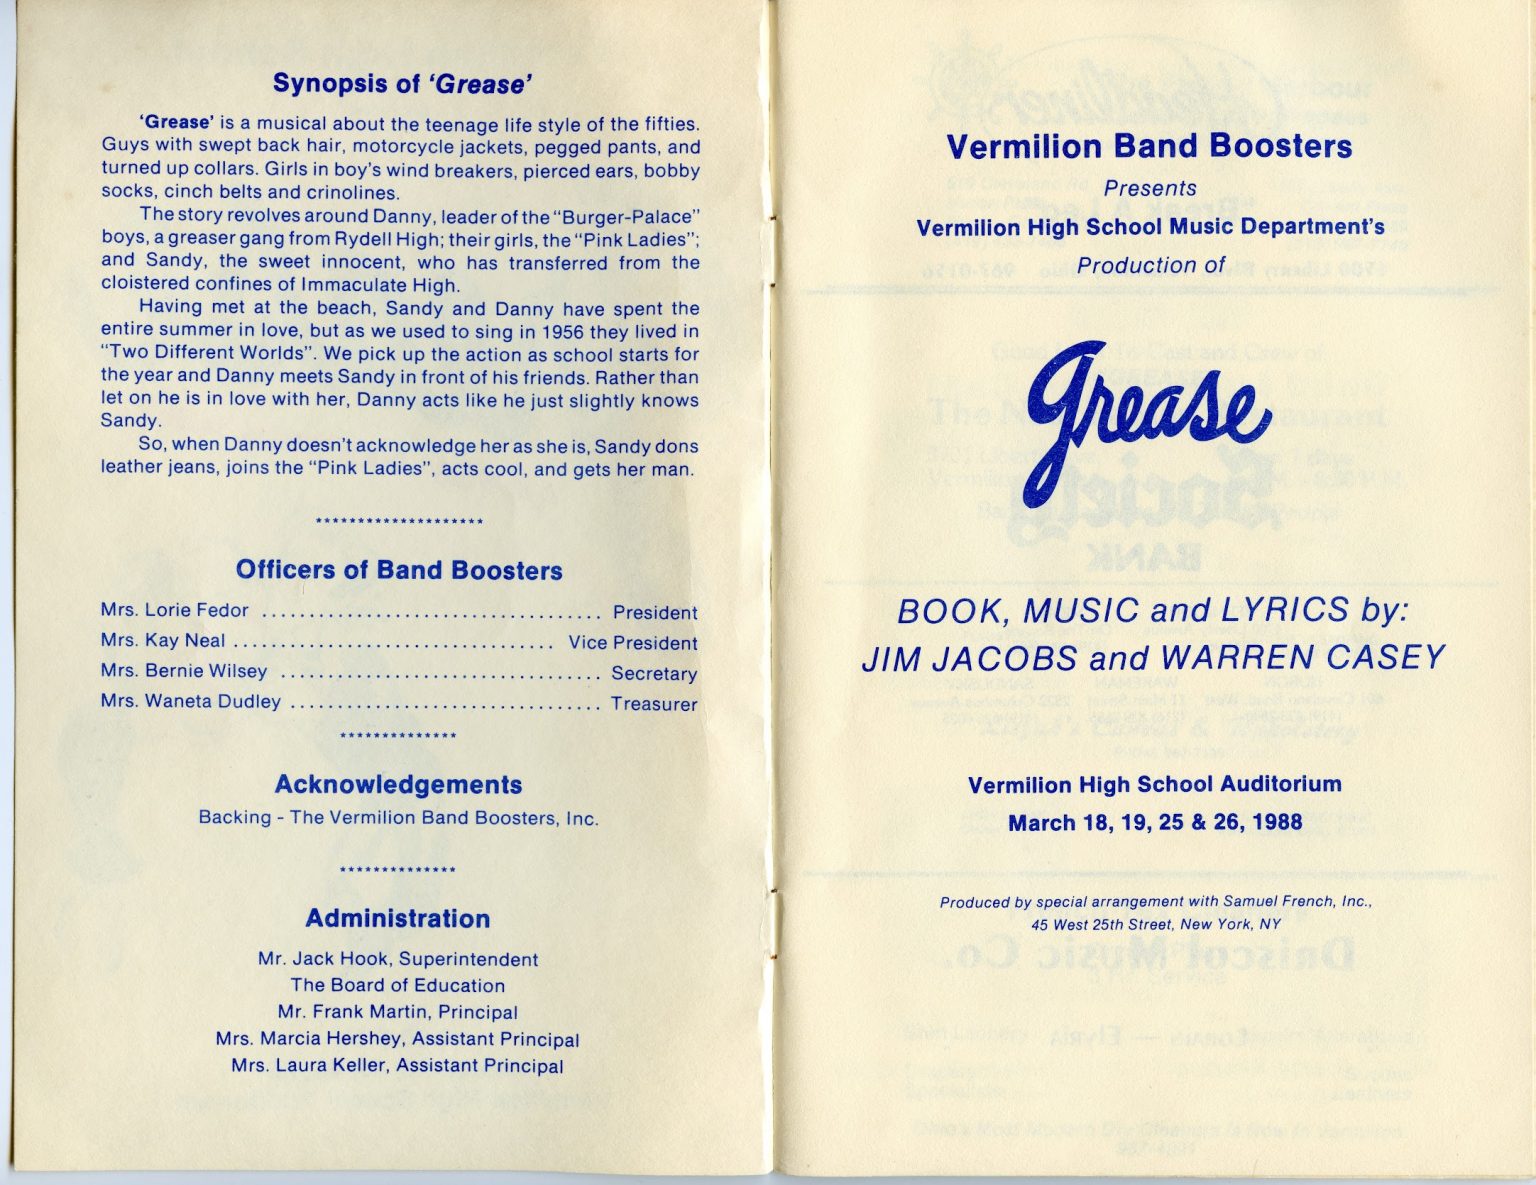 Synopsis of 'Grease'
'Grease' is a musical about the teenage life style of the fifties.
Guys with swept back hair, motorcycle jackets, pegged pants, and
turned up collars. Girls in boy's wind breakers, pierced ears, bobby
socks, cinch belts and crinolines.
The story revolves around Danny, leader of the "Burger-Palace"
boys, a greaser gang from Rydell High; their girls, the "Pink Ladies";
and Sandy, the sweet innocent, who has transferred from the
cloistered confines of Immaculate High.
Having met at the beach, Sandy and Danny have spent the
entire summer in love, but as we used to sing in 1956 they lived in
"Two Different Worlds". We pick up the action as school starts for
the year and Danny meets Sandy in front of his friends. Rather than
let on he is in love with her, Danny acts like he just slightly knows
Sandy.
So, when Danny doesn't acknowledge her as she is, Sandy dons
leather jeans, joins the "Pink Ladies", acts cool, and gets her man.
********************
Officers of Band Boosters
Mrs. Lorie Fedor .................................... President
Mrs. Kay Neal .................................. Vice President
Mrs. Bernie Wilsey .................................. Secretary
Mrs. Waneta Dudley ................................. Treasurer
**************
Acknowledgements
Backing - The Vermilion Band Boosters, Inc.
**************
Administration
Mr. Jack Hook, Superintendent
The Board of Education
Mr. Frank Martin, Principal
Mrs. Marcia Hershey, Assistant Principal
Mrs. Laura Keller, Assistant Principal
Vermilion Band Boosters
Presents
Vermilion High School Music Department's
Production of
Grease
BOOK, MUSIC and LYRICS by:
JIM JACOBS and WARREN CASEY
Vermilion High School Auditorium
March 18, 19, 25 & 26, 1988
Produced by special arrangement with Samuel French, Inc.,
45 West 25th Street, New York, NY